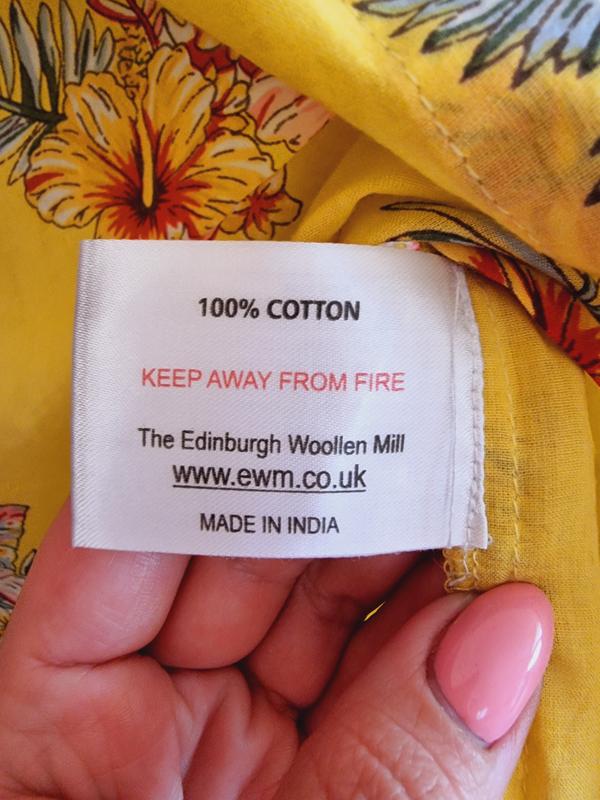 100% COTTON
KEEP AWAY FROM FIRE
The Edinburgh Woollen Mill
www.ewm.co.uk
MADE IN INDIA